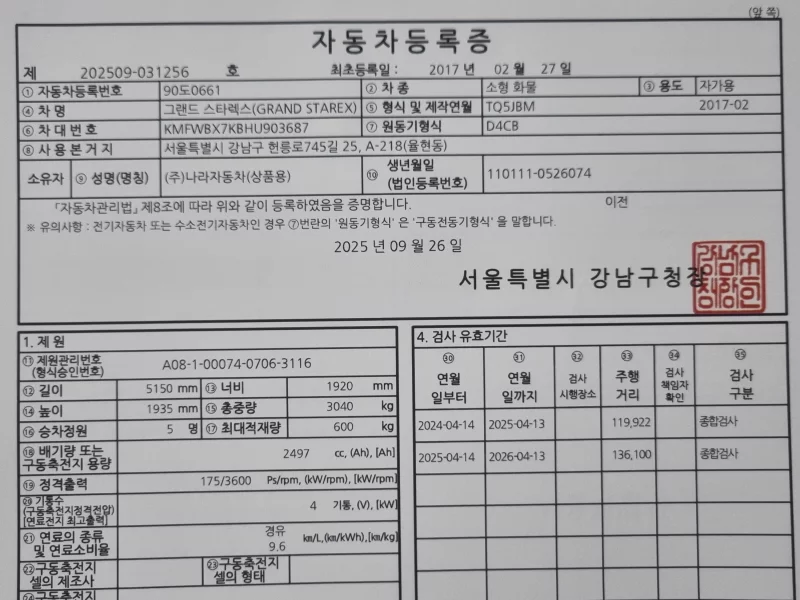 (앞 쪽)
자동차등록증
제 202509-031256 호 최초등록일 : 2017 년 02 월 27 일
① 자동차등록번호 90도0661 ② 차 종 소형 화물 ③ 용도 자가용
④ 차 명 그랜드 스타렉스(GRAND STAREX) ⑤ 형식 및 제작연월 TQ5JBM 2017-02
⑥ 차 대 번 호 KMFWBX7KBHU903687 ⑦ 원동기형식 D4CB
⑧ 사 용 본 거 지 서울특별시 강남구 헌릉로745길 25, A-218(율현동)
소유자 ⑨ 성명(명칭) (주)나라자동차(상품용) ⑩ 생년월일
(법인등록번호) 110111-0526074
「자동차관리법」 제8조에 따라 위와 같이 등록하였음을 증명합니다. 이전
※ 유의사항 : 전기자동차 또는 수소전기자동차인 경우 ⑦번란의 '원동기형식' 은 '구동전동기형식' 을 말합니다.
2025 년 09 월 26 일
서울특별시 강남구청장
1. 제 원
⑪ 제원관리번호
(형식승인번호) A08-1-00074-0706-3116
⑫ 길이 5150 mm ⑬ 너비 1920 mm
⑭ 높이 1935 mm ⑮ 총중량 3040 kg
⑯ 승차정원 5 명 ⑰ 최대적재량 600 kg
⑱ 배기량 또는
구동축전지 용량 2497 cc, (Ah), [Ah]
⑲ 정격출력 175/3600 Ps/rpm, (kW/rpm), [kW/rpm]
⑳ 기통수
(구동축전지정격전압)
[연료전지 최고출력] 4 기통, (V), [kW]
㉑ 연료의 종류
및 연료소비율 경유
9.6 km/L,(km/kWh),[km/kg]
㉒구동축전지
셀의 제조사 ㉓구동축전지
셀의 형태
㉔구동축전지
4. 검사 유효기간
㉚ 연월
일부터
㉛ 연월
일까지
㉜ 검사
시행장소
㉝ 주행
거리
㉞ 검사
책임자
확인
㉟ 검사
구분
2024-04-14 2025-04-13 119,922 종합검사
2025-04-14 2026-04-13 136,100 종합검사